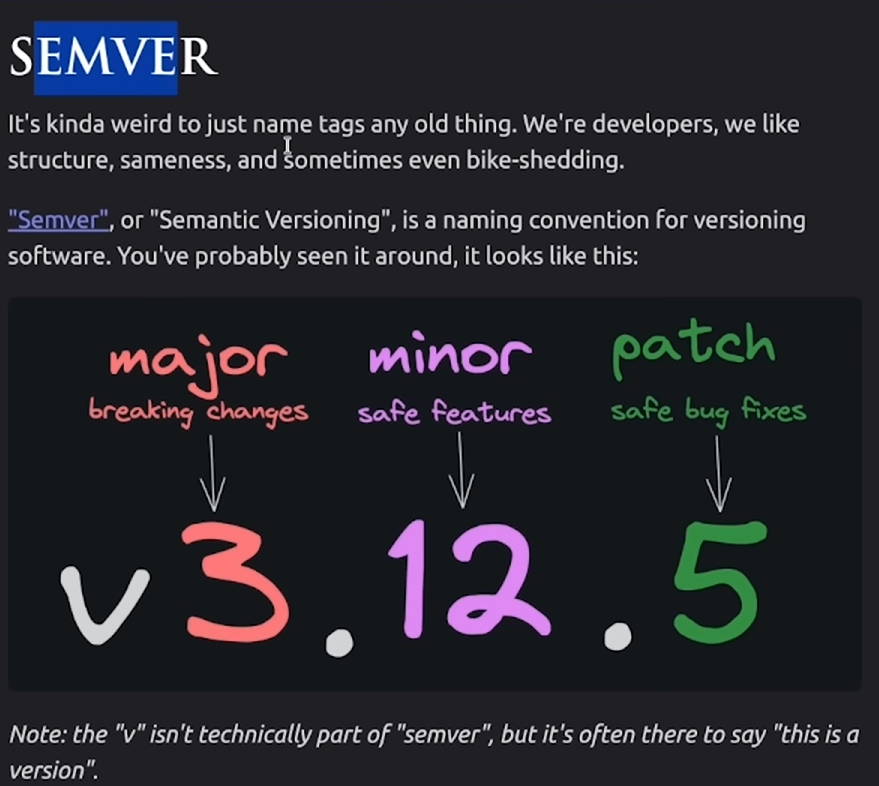 SEMVER
It's kinda weird to just name tags any old thing. We're developers, we like
structure, sameness, and sometimes even bike-shedding.
"Semver", or "Semantic Versioning", is a naming convention for versioning
software. You've probably seen it around, it looks like this:
major minor patch
breaking changes safe features safe bug fixes
v3.12.5
Note: the "v" isn't technically part of "semver", but it's often there to say "this is a
version".